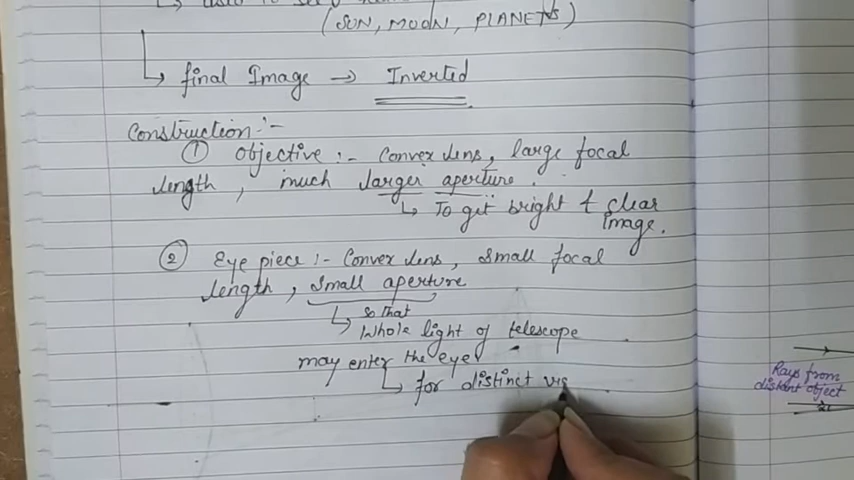 (SUN, MOON, PLANETS)
↳ final Image → Inverted
Construction :-
① Objective :- Convex Lens, large focal
length, much larger aperture.
↳ To get bright & clear
Image.
② Eye piece :- Convex Lens, Small focal
length, Small aperture
↳ so that
Whole light of telescope
may enter the eye
↳ for distinct vis
Rays from
distant object